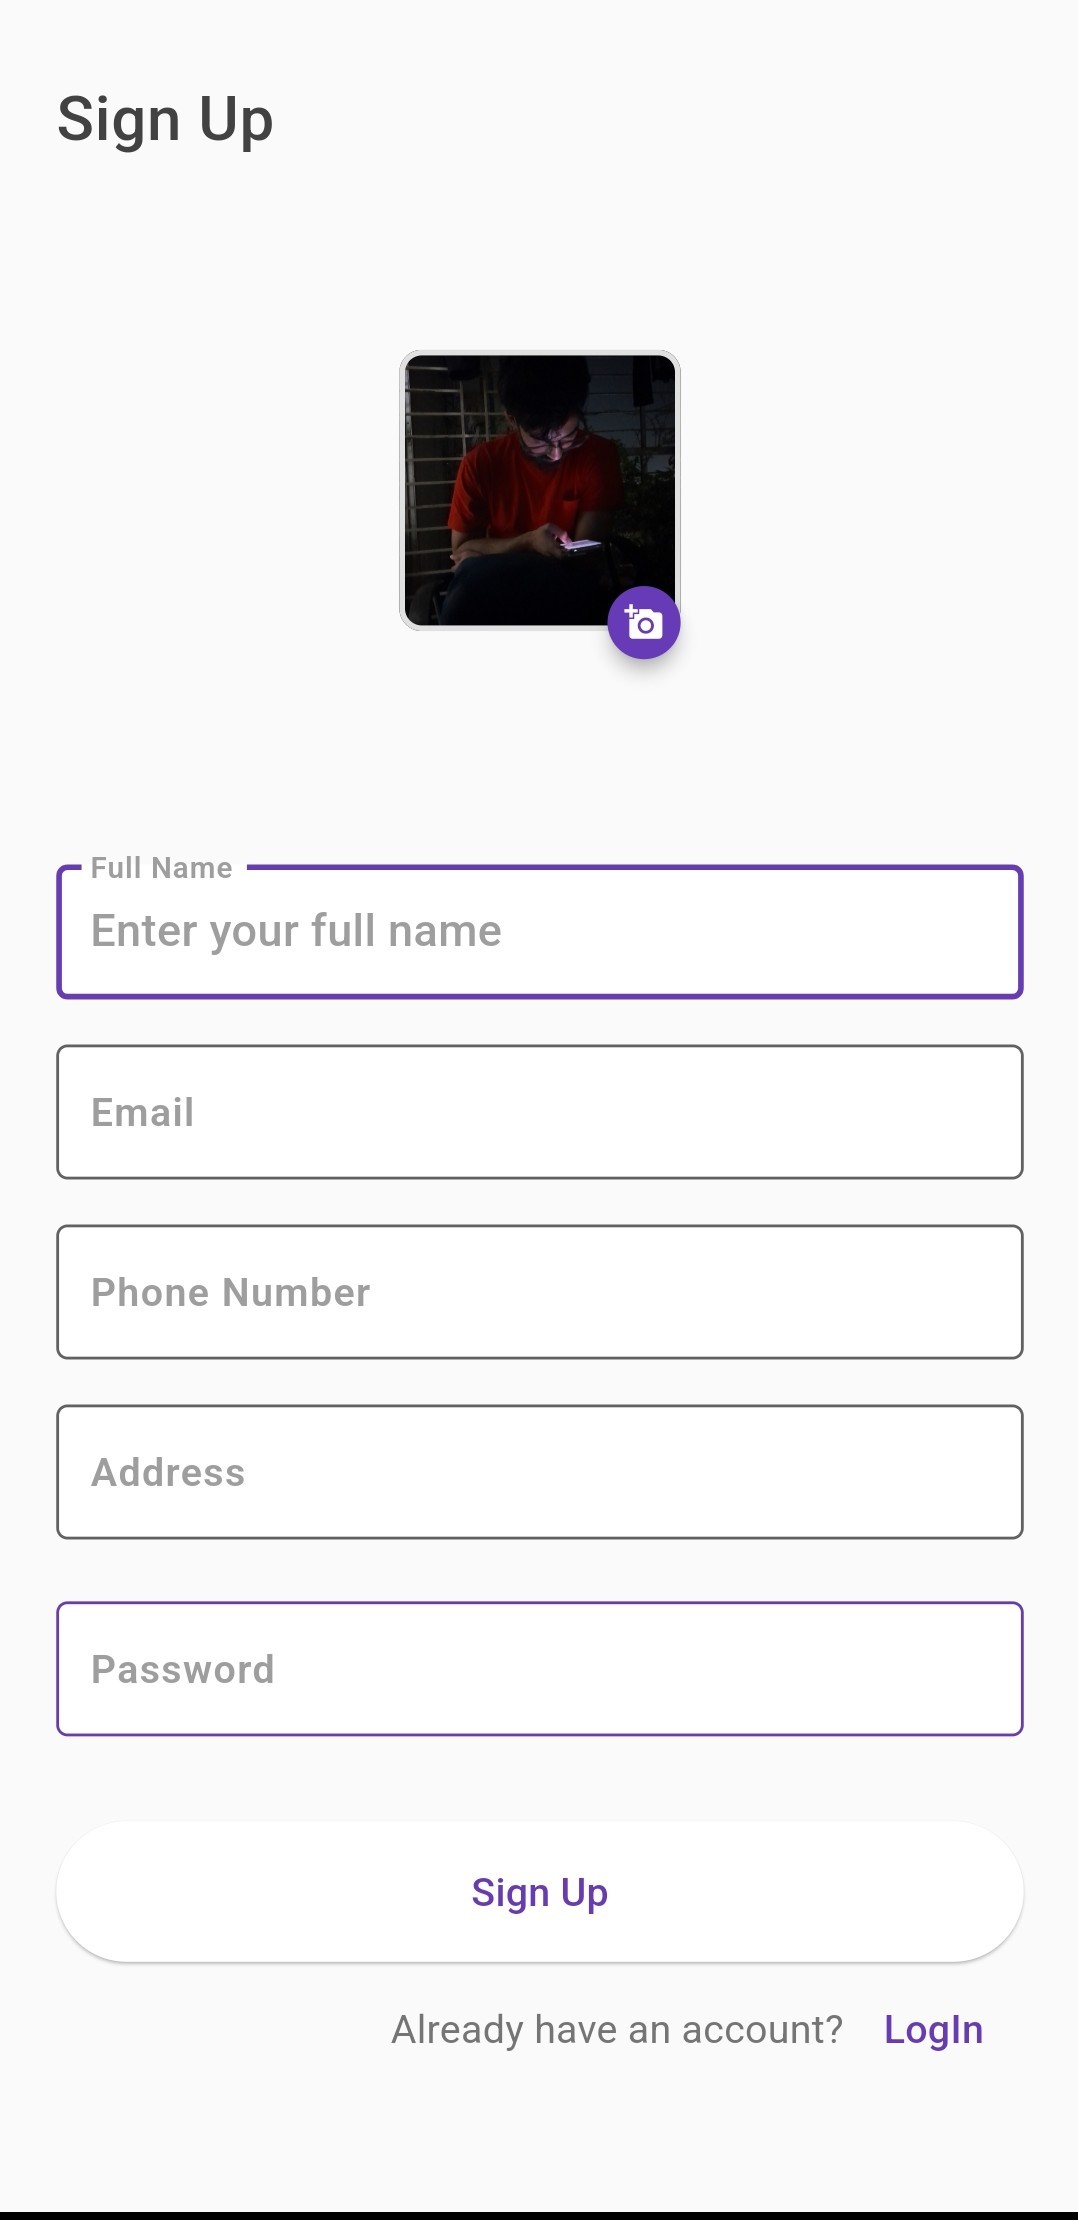 Sign Up
Full Name
Enter your full name
Email
Phone Number
Address
Password
Sign Up
Already have an account? LogIn